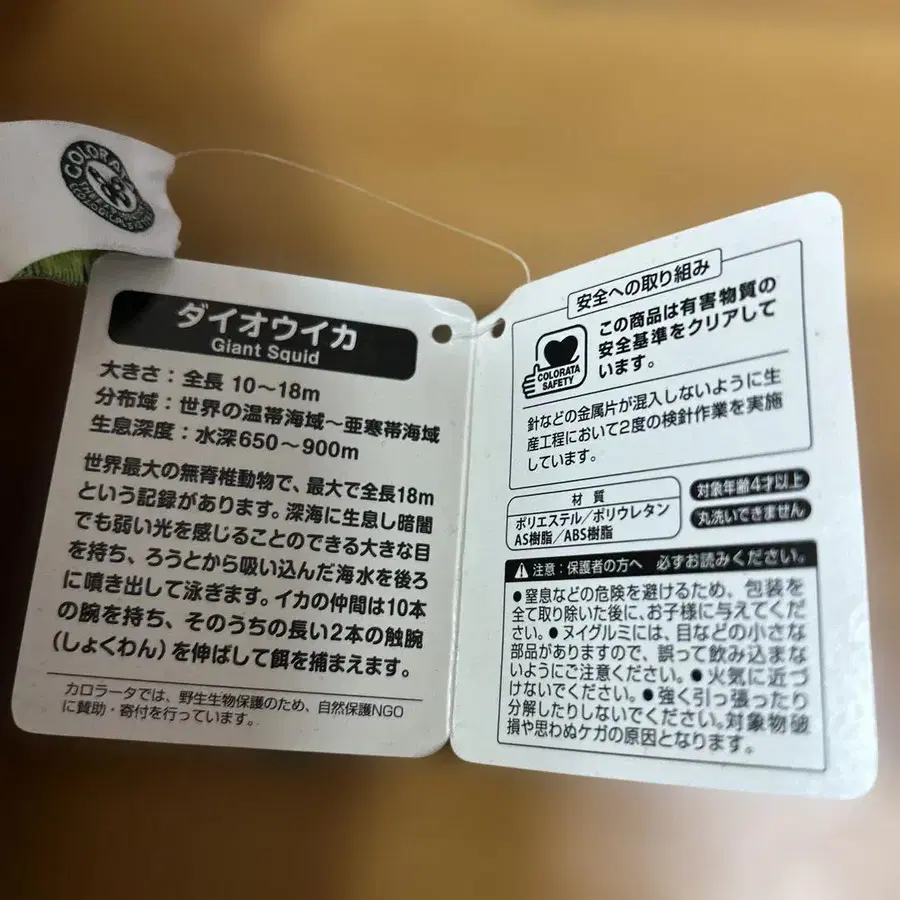 COLORATA
ダイオウイカ
Giant Squid
大きさ：全長 10〜18m
分布域：世界の温帯海域〜亜寒帯海域
生息深度：水深650〜900m
世界最大の無脊椎動物で、最大で全長18m
という記録があります。深海に生息し暗闇
でも弱い光を感じることのできる大きな目
を持ち、ろうとから吸い込んだ海水を後ろ
に噴き出して泳ぎます。イカの仲間は10本
の腕を持ち、そのうちの長い2本の触腕
（しょくわん）を伸ばして餌を捕まえます。
カロラータでは、野生生物保護のため、自然保護NGO
に賛助・寄付を行っています。
安全への取り組み
COLORATA
SAFETY
この商品は有害物質の
安全基準をクリアして
います。
針などの金属片が混入しないように生
産工程において2度の検針作業を実施
しています。
材 質
ポリエステル／ポリウレタン
AS樹脂／ABS樹脂
対象年齢4才以上
丸洗いできません
注意：保護者の方へ 必ずお読みください。
●窒息などの危険を避けるため、包装を
全て取り除いた後に、お子様に与えてくだ
さい。●ヌイグルミには、目などの小さな
部品がありますので、誤って飲み込まな
いようにご注意ください。●火気に近づ
けないでください。●強く引っ張ったり
分解したりしないでください。対象物破
損や思わぬケガの原因となります。